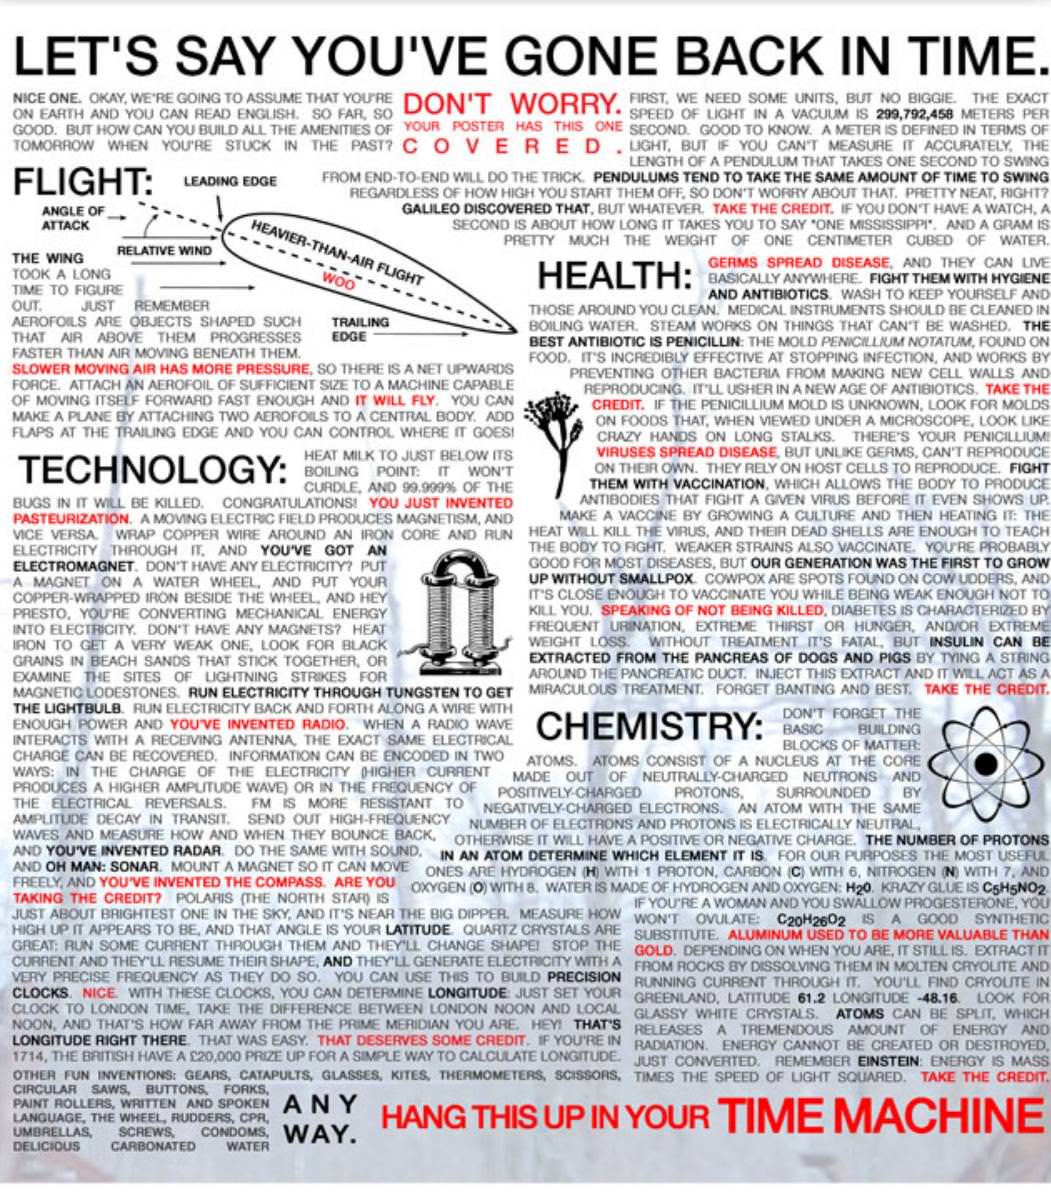 LET'S SAY YOU'VE GONE BACK IN TIME.
NICE ONE. OKAY, WE'RE GOING TO ASSUME THAT YOU'RE
ON EARTH AND YOU CAN READ ENGLISH. SO FAR, SO
GOOD. BUT HOW CAN YOU BUILD ALL THE AMENITIES OF
TOMORROW WHEN YOU'RE STUCK IN THE PAST?
DON'T WORRY.
YOUR POSTER HAS THIS ONE
COVERED.
FIRST, WE NEED SOME UNITS, BUT NO BIGGIE. THE EXACT
SPEED OF LIGHT IN A VACUUM IS 299,792,458 METERS PER
SECOND. GOOD TO KNOW. A METER IS DEFINED IN TERMS OF
LIGHT, BUT IF YOU CAN'T MEASURE IT ACCURATELY, THE
LENGTH OF A PENDULUM THAT TAKES ONE SECOND TO SWING
FROM END-TO-END WILL DO THE TRICK. PENDULUMS TEND TO TAKE THE SAME AMOUNT OF TIME TO SWING
REGARDLESS OF HOW HIGH YOU START THEM OFF, SO DON'T WORRY ABOUT THAT. PRETTY NEAT, RIGHT?
GALILEO DISCOVERED THAT, BUT WHATEVER. TAKE THE CREDIT. IF YOU DON'T HAVE A WATCH, A
SECOND IS ABOUT HOW LONG IT TAKES YOU TO SAY "ONE MISSISSIPPI". AND A GRAM IS
PRETTY MUCH THE WEIGHT OF ONE CENTIMETER CUBED OF WATER.
FLIGHT:
LEADING EDGE
ANGLE OF
ATTACK
RELATIVE WIND
HEAVIER-THAN-AIR FLIGHT
WOO
TRAILING
EDGE
THE WING
TOOK A LONG
TIME TO FIGURE
OUT. JUST REMEMBER
AEROFOILS ARE OBJECTS SHAPED SUCH
THAT AIR ABOVE THEM PROGRESSES
FASTER THAN AIR MOVING BENEATH THEM.
SLOWER MOVING AIR HAS MORE PRESSURE, SO THERE IS A NET UPWARDS
FORCE. ATTACH AN AEROFOIL OF SUFFICIENT SIZE TO A MACHINE CAPABLE
OF MOVING ITSELF FORWARD FAST ENOUGH AND IT WILL FLY. YOU CAN
MAKE A PLANE BY ATTACHING TWO AEROFOILS TO A CENTRAL BODY. ADD
FLAPS AT THE TRAILING EDGE AND YOU CAN CONTROL WHERE IT GOES!
TECHNOLOGY:
HEAT MILK TO JUST BELOW ITS
BOILING POINT: IT WON'T
CURDLE, AND 99.999% OF THE
BUGS IN IT WILL BE KILLED. CONGRATULATIONS! YOU JUST INVENTED
PASTEURIZATION. A MOVING ELECTRIC FIELD PRODUCES MAGNETISM, AND
VICE VERSA. WRAP COPPER WIRE AROUND AN IRON CORE AND RUN
ELECTRICITY THROUGH IT, AND YOU'VE GOT AN
ELECTROMAGNET. DON'T HAVE ANY ELECTRICITY? PUT
A MAGNET ON A WATER WHEEL, AND PUT YOUR
COPPER-WRAPPED IRON BESIDE THE WHEEL, AND HEY
PRESTO, YOU'RE CONVERTING MECHANICAL ENERGY
INTO ELECTRICITY. DON'T HAVE ANY MAGNETS? HEAT
IRON TO GET A VERY WEAK ONE, LOOK FOR BLACK
GRAINS IN BEACH SANDS THAT STICK TOGETHER, OR
EXAMINE THE SITES OF LIGHTNING STRIKES FOR
MAGNETIC LODESTONES. RUN ELECTRICITY THROUGH TUNGSTEN TO GET
THE LIGHTBULB. RUN ELECTRICITY BACK AND FORTH ALONG A WIRE WITH
ENOUGH POWER AND YOU'VE INVENTED RADIO. WHEN A RADIO WAVE
INTERACTS WITH A RECEIVING ANTENNA, THE EXACT SAME ELECTRICAL
CHARGE CAN BE RECOVERED. INFORMATION CAN BE ENCODED IN TWO
WAYS: IN THE CHARGE OF THE ELECTRICITY (HIGHER CURRENT
PRODUCES A HIGHER AMPLITUDE WAVE) OR IN THE FREQUENCY OF
THE ELECTRICAL REVERSALS. FM IS MORE RESISTANT TO
AMPLITUDE DECAY IN TRANSIT. SEND OUT HIGH-FREQUENCY
WAVES AND MEASURE HOW AND WHEN THEY BOUNCE BACK,
AND YOU'VE INVENTED RADAR. DO THE SAME WITH SOUND,
AND OH MAN: SONAR. MOUNT A MAGNET SO IT CAN MOVE
FREELY, AND YOU'VE INVENTED THE COMPASS. ARE YOU
TAKING THE CREDIT? POLARIS (THE NORTH STAR) IS
JUST ABOUT BRIGHTEST ONE IN THE SKY, AND IT'S NEAR THE BIG DIPPER. MEASURE HOW
HIGH UP IT APPEARS TO BE, AND THAT ANGLE IS YOUR LATITUDE. QUARTZ CRYSTALS ARE
GREAT: RUN SOME CURRENT THROUGH THEM AND THEY'LL CHANGE SHAPE! STOP THE
CURRENT AND THEY'LL RESUME THEIR SHAPE, AND THEY'LL GENERATE ELECTRICITY WITH A
VERY PRECISE FREQUENCY AS THEY DO SO. YOU CAN USE THIS TO BUILD PRECISION
CLOCKS. NICE. WITH THESE CLOCKS, YOU CAN DETERMINE LONGITUDE: JUST SET YOUR
CLOCK TO LONDON TIME, TAKE THE DIFFERENCE BETWEEN LONDON NOON AND LOCAL
NOON, AND THAT'S HOW FAR AWAY FROM THE PRIME MERIDIAN YOU ARE. HEY! THAT'S
LONGITUDE RIGHT THERE. THAT WAS EASY. THAT DESERVES SOME CREDIT. IF YOU'RE IN
1714, THE BRITISH HAVE A £20,000 PRIZE UP FOR A SIMPLE WAY TO CALCULATE LONGITUDE.
OTHER FUN INVENTIONS: GEARS, CATAPULTS, GLASSES, KITES, THERMOMETERS, SCISSORS,
CIRCULAR SAWS, BUTTONS, FORKS,
PAINT ROLLERS, WRITTEN AND SPOKEN
LANGUAGE, THE WHEEL, RUDDERS, CPR,
UMBRELLAS, SCREWS, CONDOMS,
DELICIOUS CARBONATED WATER
ANY
WAY.
HEALTH:
GERMS SPREAD DISEASE, AND THEY CAN LIVE
BASICALLY ANYWHERE. FIGHT THEM WITH HYGIENE
AND ANTIBIOTICS. WASH TO KEEP YOURSELF AND
THOSE AROUND YOU CLEAN. MEDICAL INSTRUMENTS SHOULD BE CLEANED IN
BOILING WATER. STEAM WORKS ON THINGS THAT CAN'T BE WASHED. THE
BEST ANTIBIOTIC IS PENICILLIN: THE MOLD PENICILLIUM NOTATUM, FOUND ON
FOOD. IT'S INCREDIBLY EFFECTIVE AT STOPPING INFECTION, AND WORKS BY
PREVENTING OTHER BACTERIA FROM MAKING NEW CELL WALLS AND
REPRODUCING. IT'LL USHER IN A NEW AGE OF ANTIBIOTICS. TAKE THE
CREDIT. IF THE PENICILLIUM MOLD IS UNKNOWN, LOOK FOR MOLDS
ON FOODS THAT, WHEN VIEWED UNDER A MICROSCOPE, LOOK LIKE
CRAZY HANDS ON LONG STALKS. THERE'S YOUR PENICILLIUM!
VIRUSES SPREAD DISEASE, BUT UNLIKE GERMS, CAN'T REPRODUCE
ON THEIR OWN. THEY RELY ON HOST CELLS TO REPRODUCE. FIGHT
THEM WITH VACCINATION, WHICH ALLOWS THE BODY TO PRODUCE
ANTIBODIES THAT FIGHT A GIVEN VIRUS BEFORE IT EVEN SHOWS UP.
MAKE A VACCINE BY GROWING A CULTURE AND THEN HEATING IT: THE
HEAT WILL KILL THE VIRUS, AND THEIR DEAD SHELLS ARE ENOUGH TO TEACH
THE BODY TO FIGHT. WEAKER STRAINS ALSO VACCINATE. YOU'RE PROBABLY
GOOD FOR MOST DISEASES, BUT OUR GENERATION WAS THE FIRST TO GROW
UP WITHOUT SMALLPOX. COWPOX ARE SPOTS FOUND ON COW UDDERS, AND
IT'S CLOSE ENOUGH TO VACCINATE YOU WHILE BEING WEAK ENOUGH NOT TO
KILL YOU. SPEAKING OF NOT BEING KILLED, DIABETES IS CHARACTERIZED BY
FREQUENT URINATION, EXTREME THIRST OR HUNGER, AND/OR EXTREME
WEIGHT LOSS. WITHOUT TREATMENT IT'S FATAL, BUT INSULIN CAN BE
EXTRACTED FROM THE PANCREAS OF DOGS AND PIGS BY TYING A STRING
AROUND THE PANCREATIC DUCT. INJECT THIS EXTRACT AND IT WILL ACT AS A
MIRACULOUS TREATMENT. FORGET BANTING AND BEST. TAKE THE CREDIT.
CHEMISTRY:
DON'T FORGET THE
BASIC BUILDING
BLOCKS OF MATTER:
ATOMS. ATOMS CONSIST OF A NUCLEUS AT THE CORE
MADE OUT OF NEUTRALLY-CHARGED NEUTRONS AND
POSITIVELY-CHARGED PROTONS, SURROUNDED BY
NEGATIVELY-CHARGED ELECTRONS. AN ATOM WITH THE SAME
NUMBER OF ELECTRONS AND PROTONS IS ELECTRICALLY NEUTRAL,
OTHERWISE IT WILL HAVE A POSITIVE OR NEGATIVE CHARGE. THE NUMBER OF PROTONS
IN AN ATOM DETERMINE WHICH ELEMENT IT IS. FOR OUR PURPOSES THE MOST USEFUL
ONES ARE HYDROGEN (H) WITH 1 PROTON, CARBON (C) WITH 6, NITROGEN (N) WITH 7, AND
OXYGEN (O) WITH 8. WATER IS MADE OF HYDROGEN AND OXYGEN: H20. KRAZY GLUE IS C5H5NO2.
IF YOU'RE A WOMAN AND YOU SWALLOW PROGESTERONE, YOU
WON'T OVULATE: C20H26O2 IS A GOOD SYNTHETIC
SUBSTITUTE. ALUMINUM USED TO BE MORE VALUABLE THAN
GOLD. DEPENDING ON WHEN YOU ARE, IT STILL IS. EXTRACT IT
FROM ROCKS BY DISSOLVING THEM IN MOLTEN CRYOLITE AND
RUNNING CURRENT THROUGH IT. YOU'LL FIND CRYOLITE IN
GREENLAND, LATITUDE 61.2 LONGITUDE -48.16. LOOK FOR
GLASSY WHITE CRYSTALS. ATOMS CAN BE SPLIT, WHICH
RELEASES A TREMENDOUS AMOUNT OF ENERGY AND
RADIATION. ENERGY CANNOT BE CREATED OR DESTROYED,
JUST CONVERTED. REMEMBER EINSTEIN: ENERGY IS MASS
TIMES THE SPEED OF LIGHT SQUARED. TAKE THE CREDIT.
HANG THIS UP IN YOUR TIME MACHINE